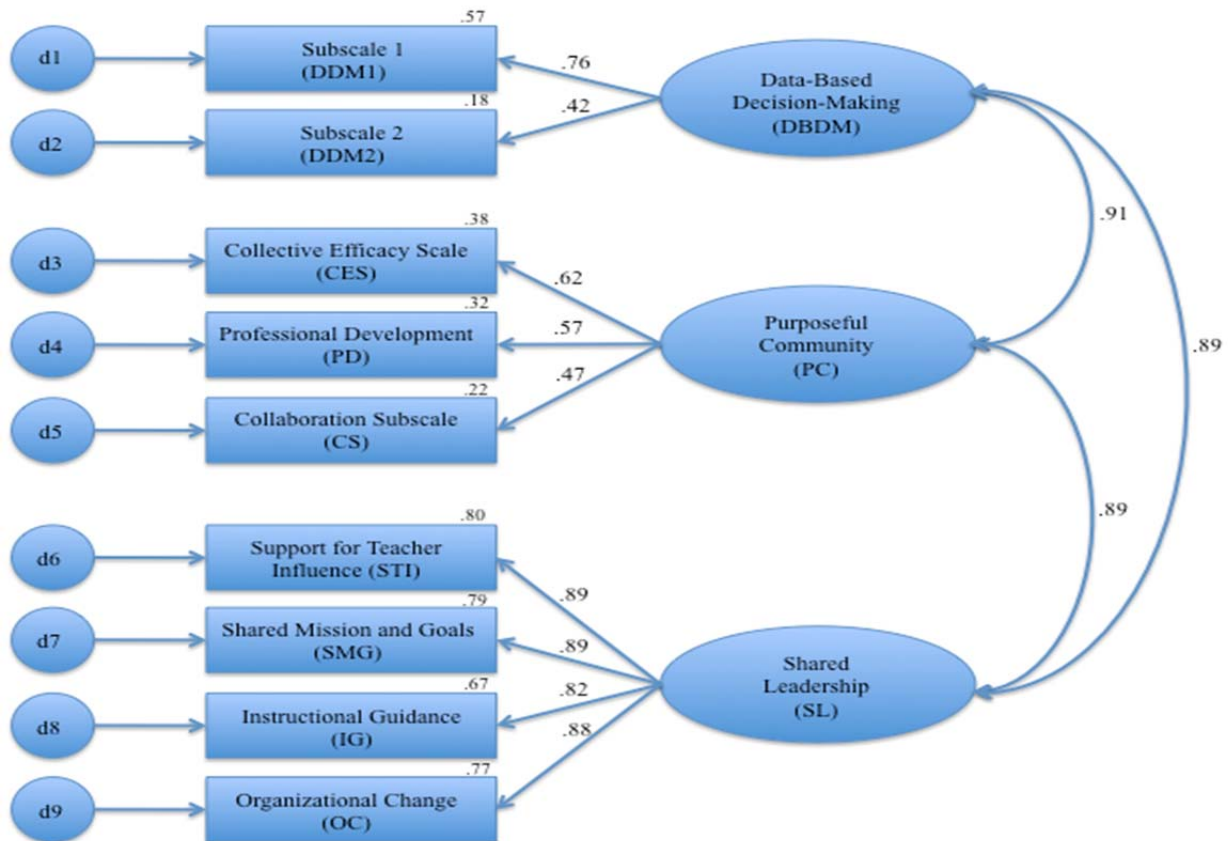 .57
d1
Subscale 1
(DDM1)
.76
Data-Based
Decision-Making
(DBDM)
.18
.42
d2
Subscale 2
(DDM2)
.91
.38
d3
Collective Efficacy Scale
(CES)
.62
.32
d4
Professional Development
(PD)
.57
Purposeful
Community
(PC)
.89
.22
.47
d5
Collaboration Subscale
(CS)
.89
.80
d6
Support for Teacher
Influence (STI)
.89
.79
d7
Shared Mission and Goals
(SMG)
.89
Shared
Leadership
(SL)
.67
.82
d8
Instructional Guidance
(IG)
.88
.77
d9
Organizational Change
(OC)